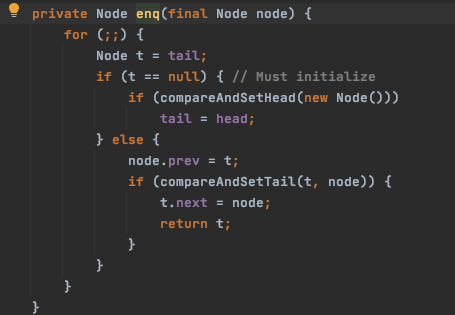 private Node enq(final Node node) {
    for (;;) {
        Node t = tail;
        if (t == null) { // Must initialize
            if (compareAndSetHead(new Node()))
                tail = head;
        } else {
            node.prev = t;
            if (compareAndSetTail(t, node)) {
                t.next = node;
                return t;
            }
        }
    }
}